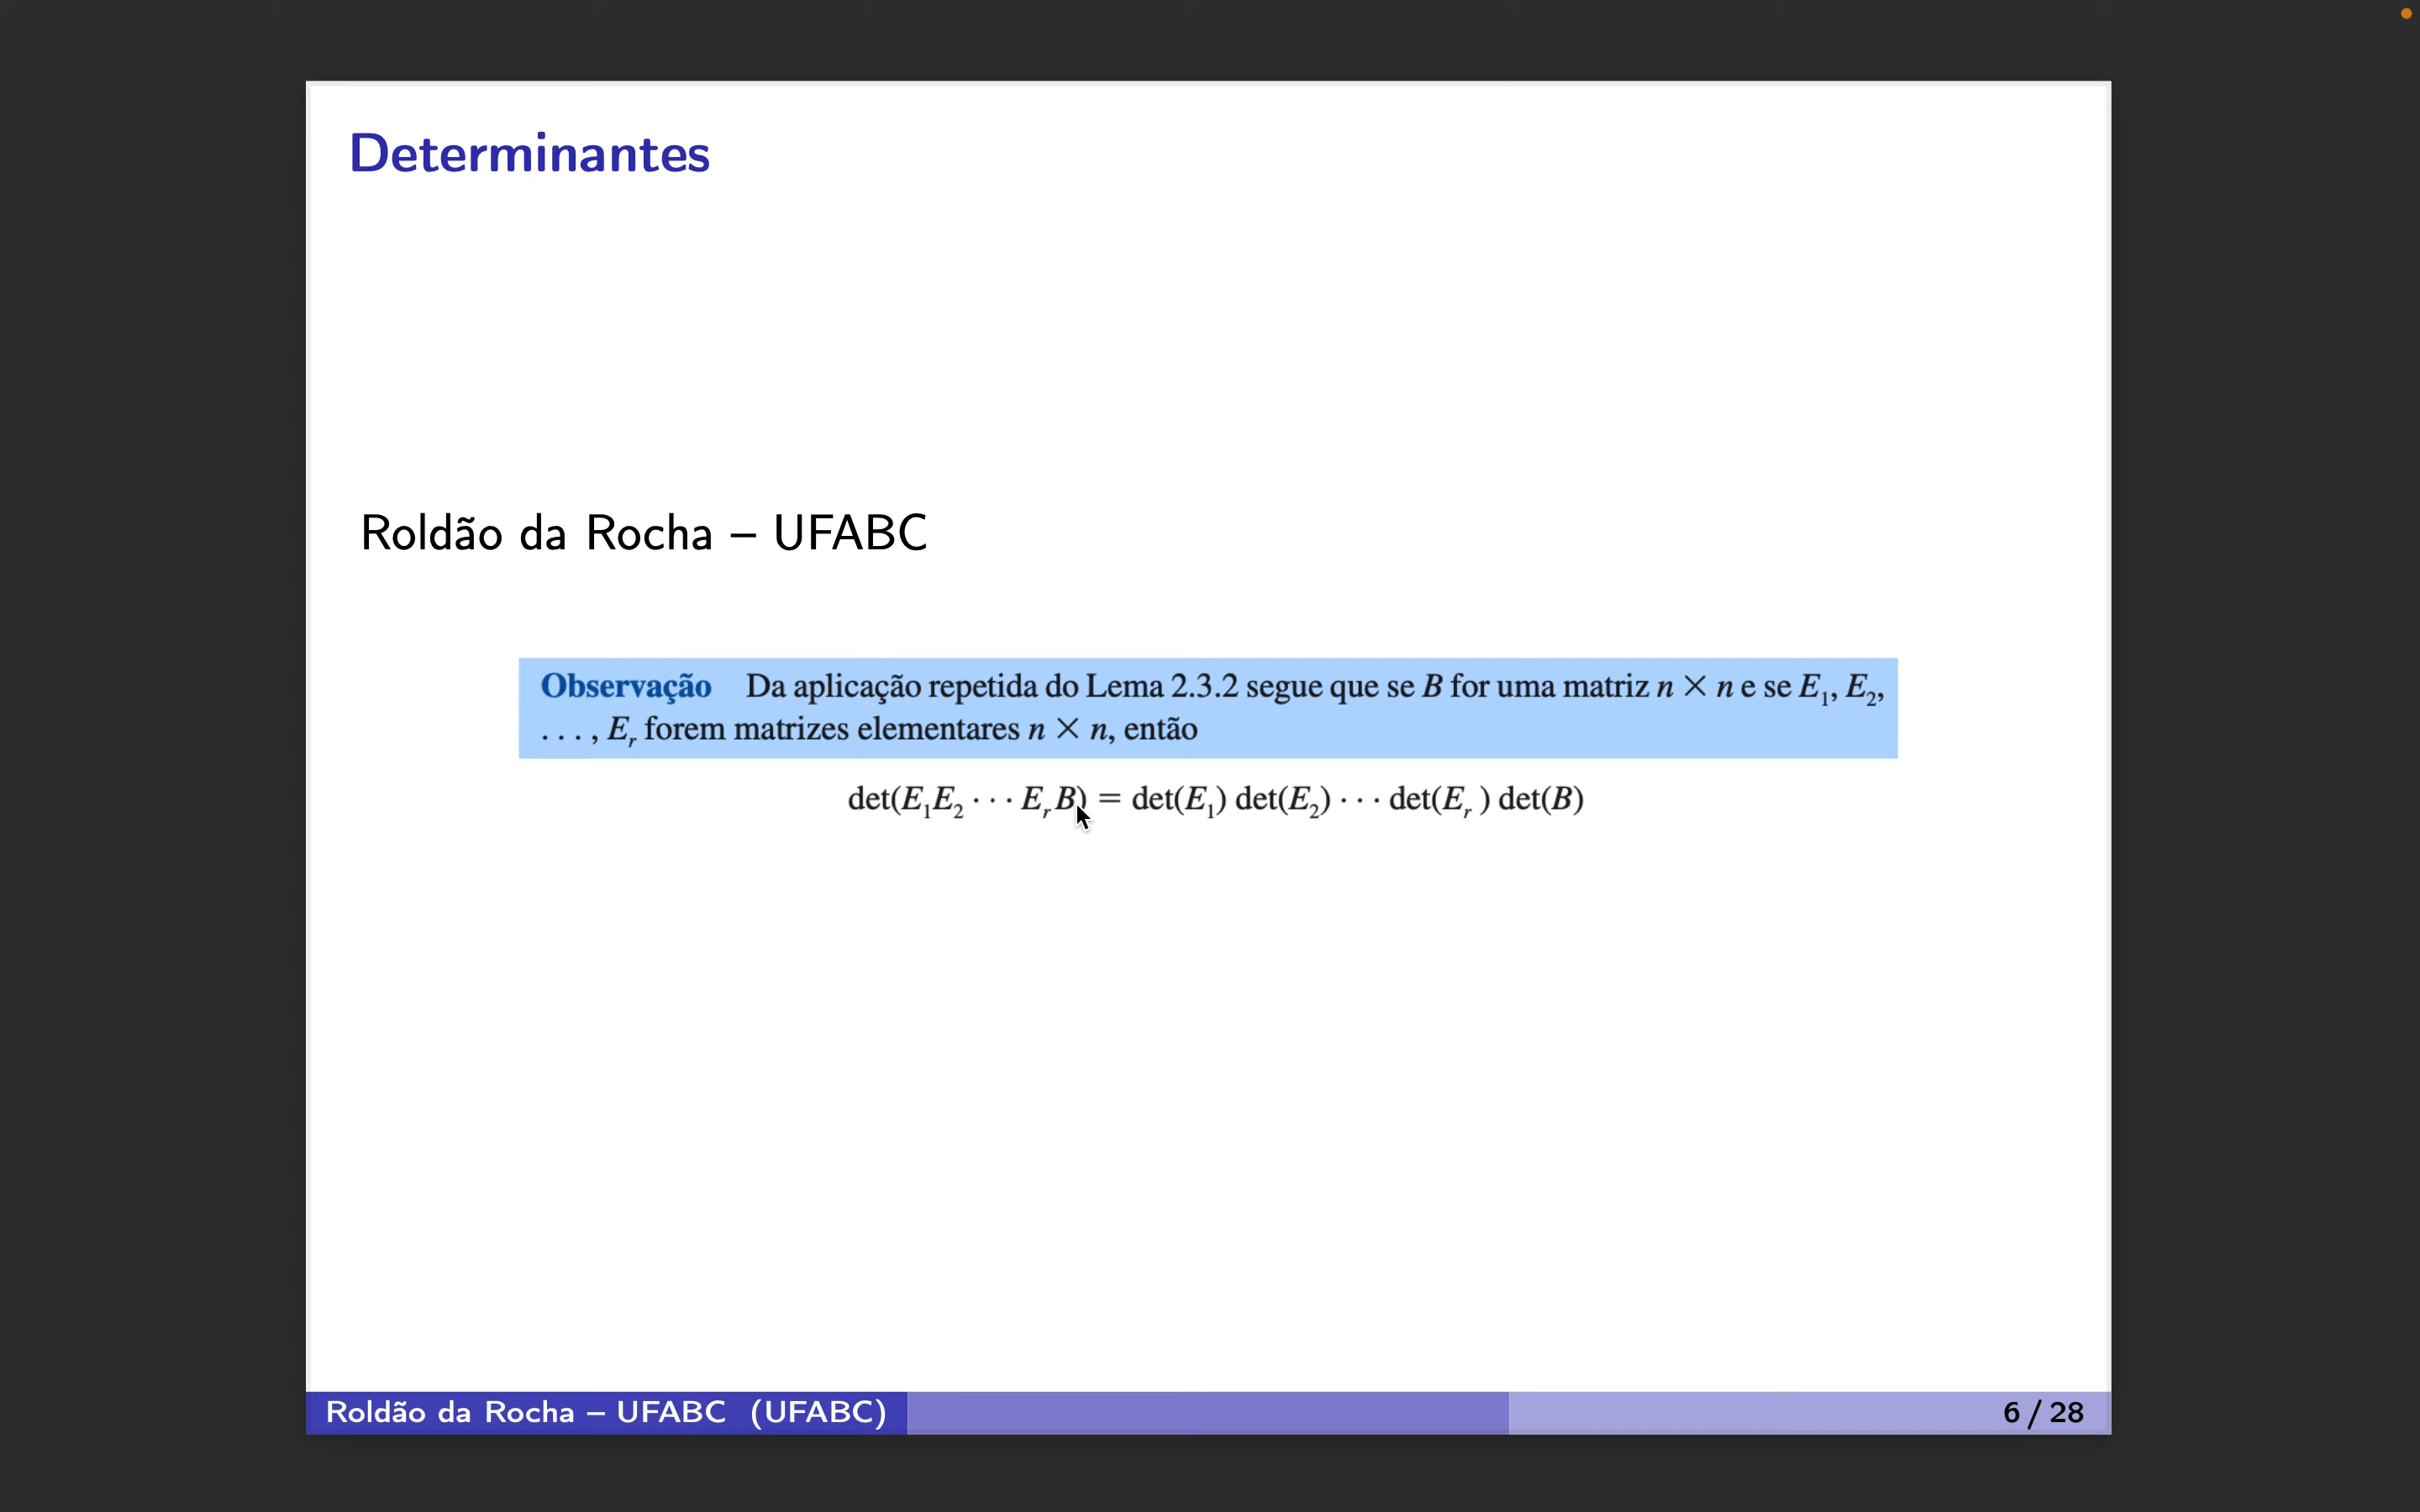 Determinantes
Roldão da Rocha – UFABC
Observação Da aplicação repetida do Lema 2.3.2 segue que se B for uma matriz n × n e se E₁, E₂,
. . . , Eᵣ forem matrizes elementares n × n, então
det(E₁E₂ · · · EᵣB) = det(E₁) det(E₂) · · · det(Eᵣ ) det(B)
Roldão da Rocha – UFABC (UFABC)
6 / 28